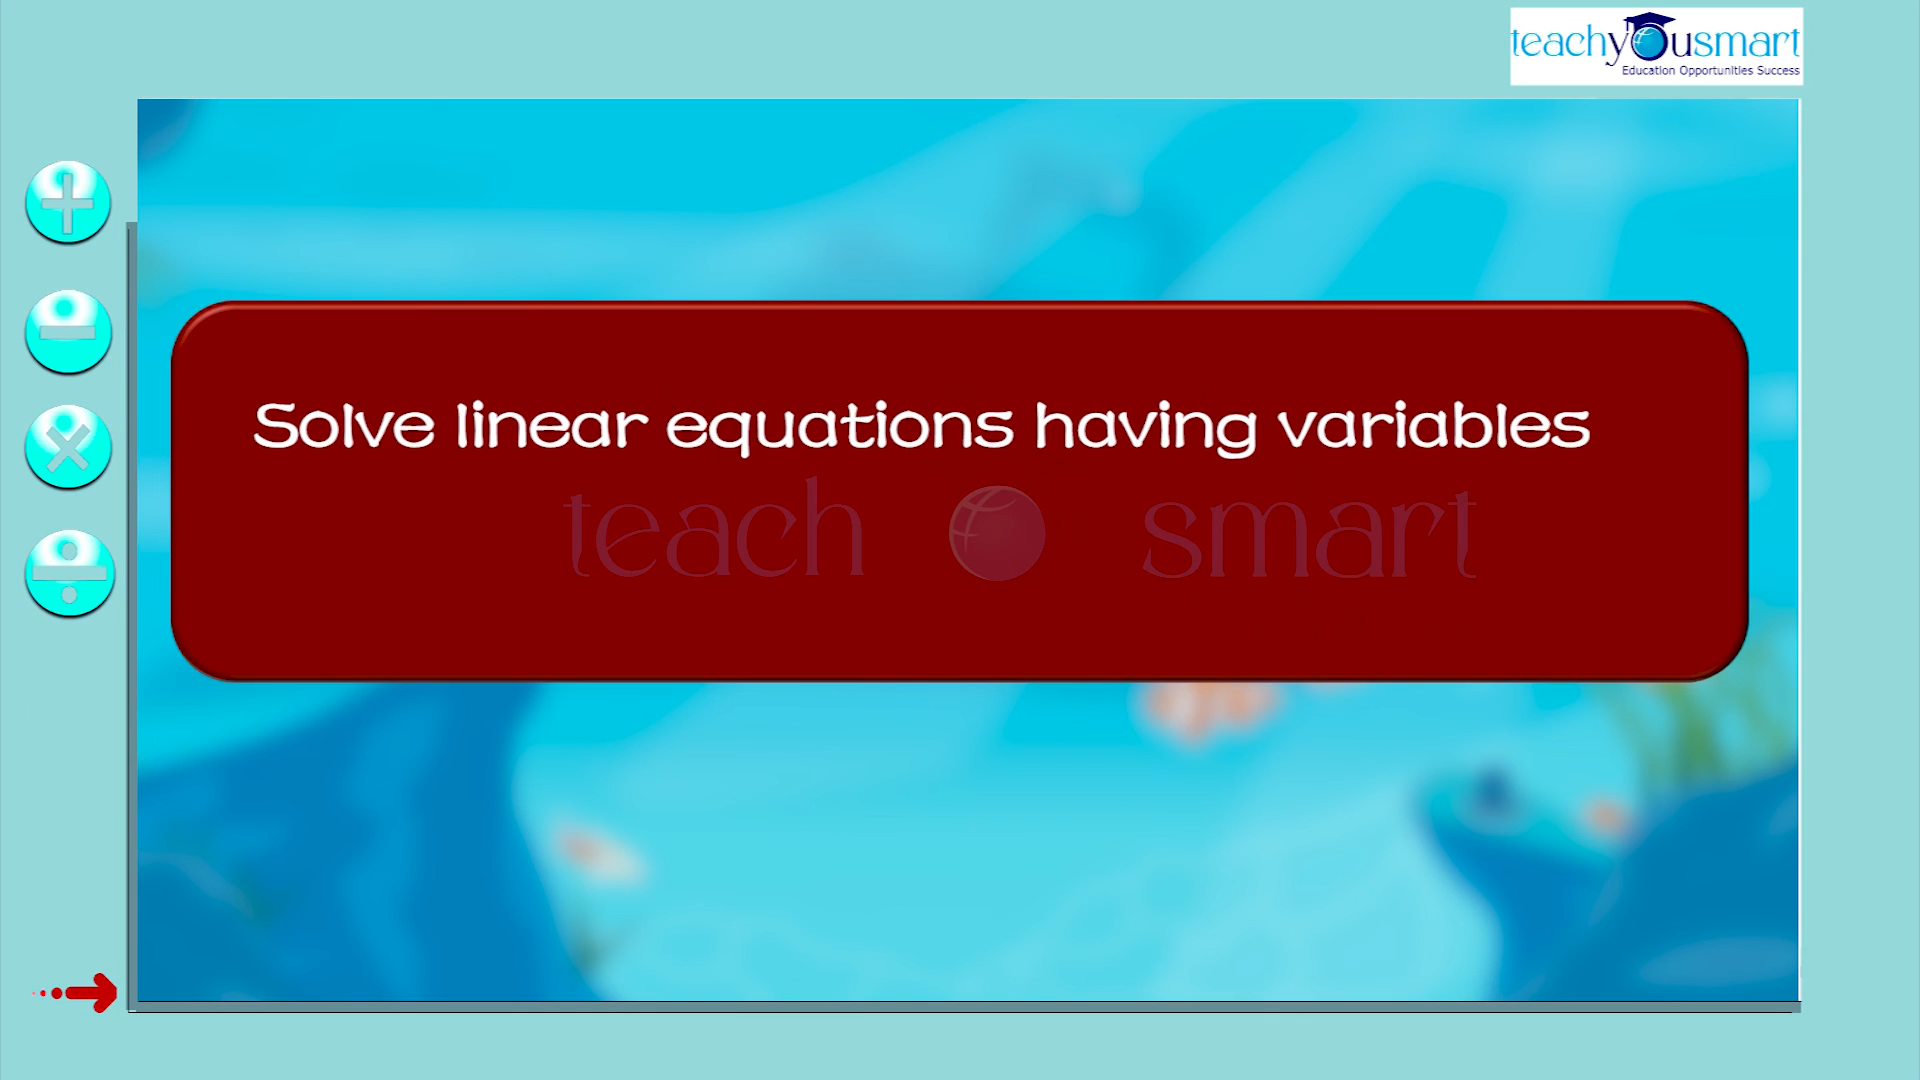 teachyousmart
Education Opportunities Success
Solve linear equations having variables
teach smart